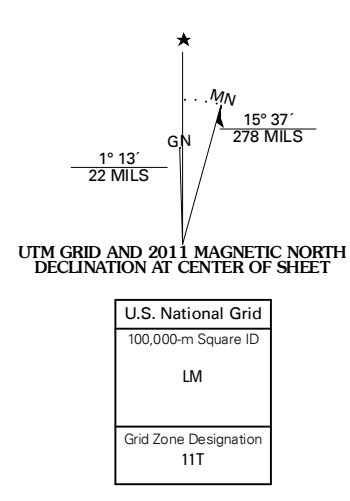 MN
15° 37´
278 MILS
GN
1° 13´
22 MILS
UTM GRID AND 2011 MAGNETIC NORTH
DECLINATION AT CENTER OF SHEET
U.S. National Grid
100,000-m Square ID
LM
Grid Zone Designation
11T